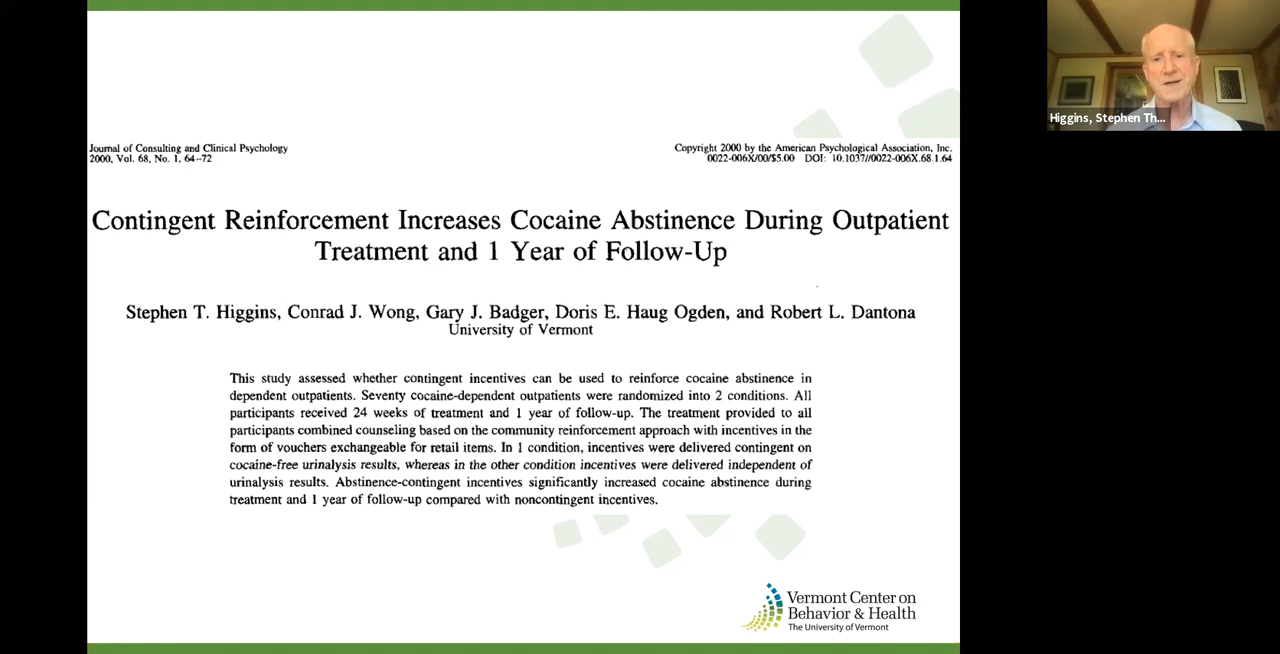 Journal of Consulting and Clinical Psychology
2000, Vol. 68, No. 1, 64-72
Copyright 2000 by the American Psychological Association, Inc.
0022-006X/00/$5.00 DOI: 10.1037//0022-006X.68.1.64
Higgins, Stephen Th...
Contingent Reinforcement Increases Cocaine Abstinence During Outpatient
Treatment and 1 Year of Follow-Up
Stephen T. Higgins, Conrad J. Wong, Gary J. Badger, Doris E. Haug Ogden, and Robert L. Dantona
University of Vermont
This study assessed whether contingent incentives can be used to reinforce cocaine abstinence in
dependent outpatients. Seventy cocaine-dependent outpatients were randomized into 2 conditions. All
participants received 24 weeks of treatment and 1 year of follow-up. The treatment provided to all
participants combined counseling based on the community reinforcement approach with incentives in the
form of vouchers exchangeable for retail items. In 1 condition, incentives were delivered contingent on
cocaine-free urinalysis results, whereas in the other condition incentives were delivered independent of
urinalysis results. Abstinence-contingent incentives significantly increased cocaine abstinence during
treatment and 1 year of follow-up compared with noncontingent incentives.
Vermont Center on
Behavior & Health
The University of Vermont